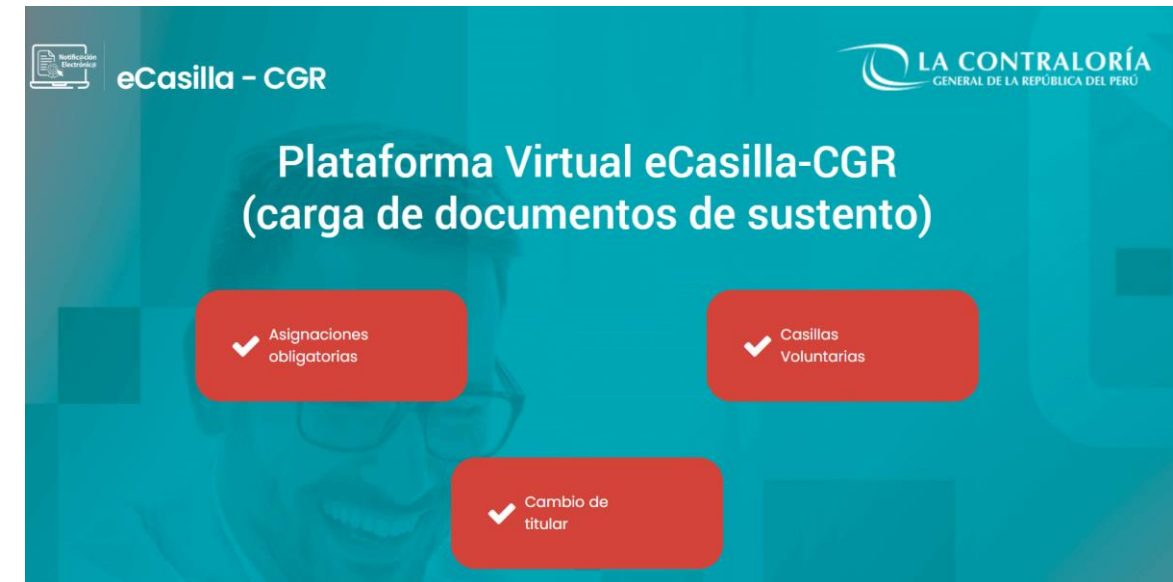 Notificación
Electrónica
eCasilla - CGR
LA CONTRALORÍA
GENERAL DE LA REPÚBLICA DEL PERÚ
Plataforma Virtual eCasilla-CGR
(carga de documentos de sustento)
Asignaciones
obligatorias
Casillas
Voluntarias
Cambio de
titular